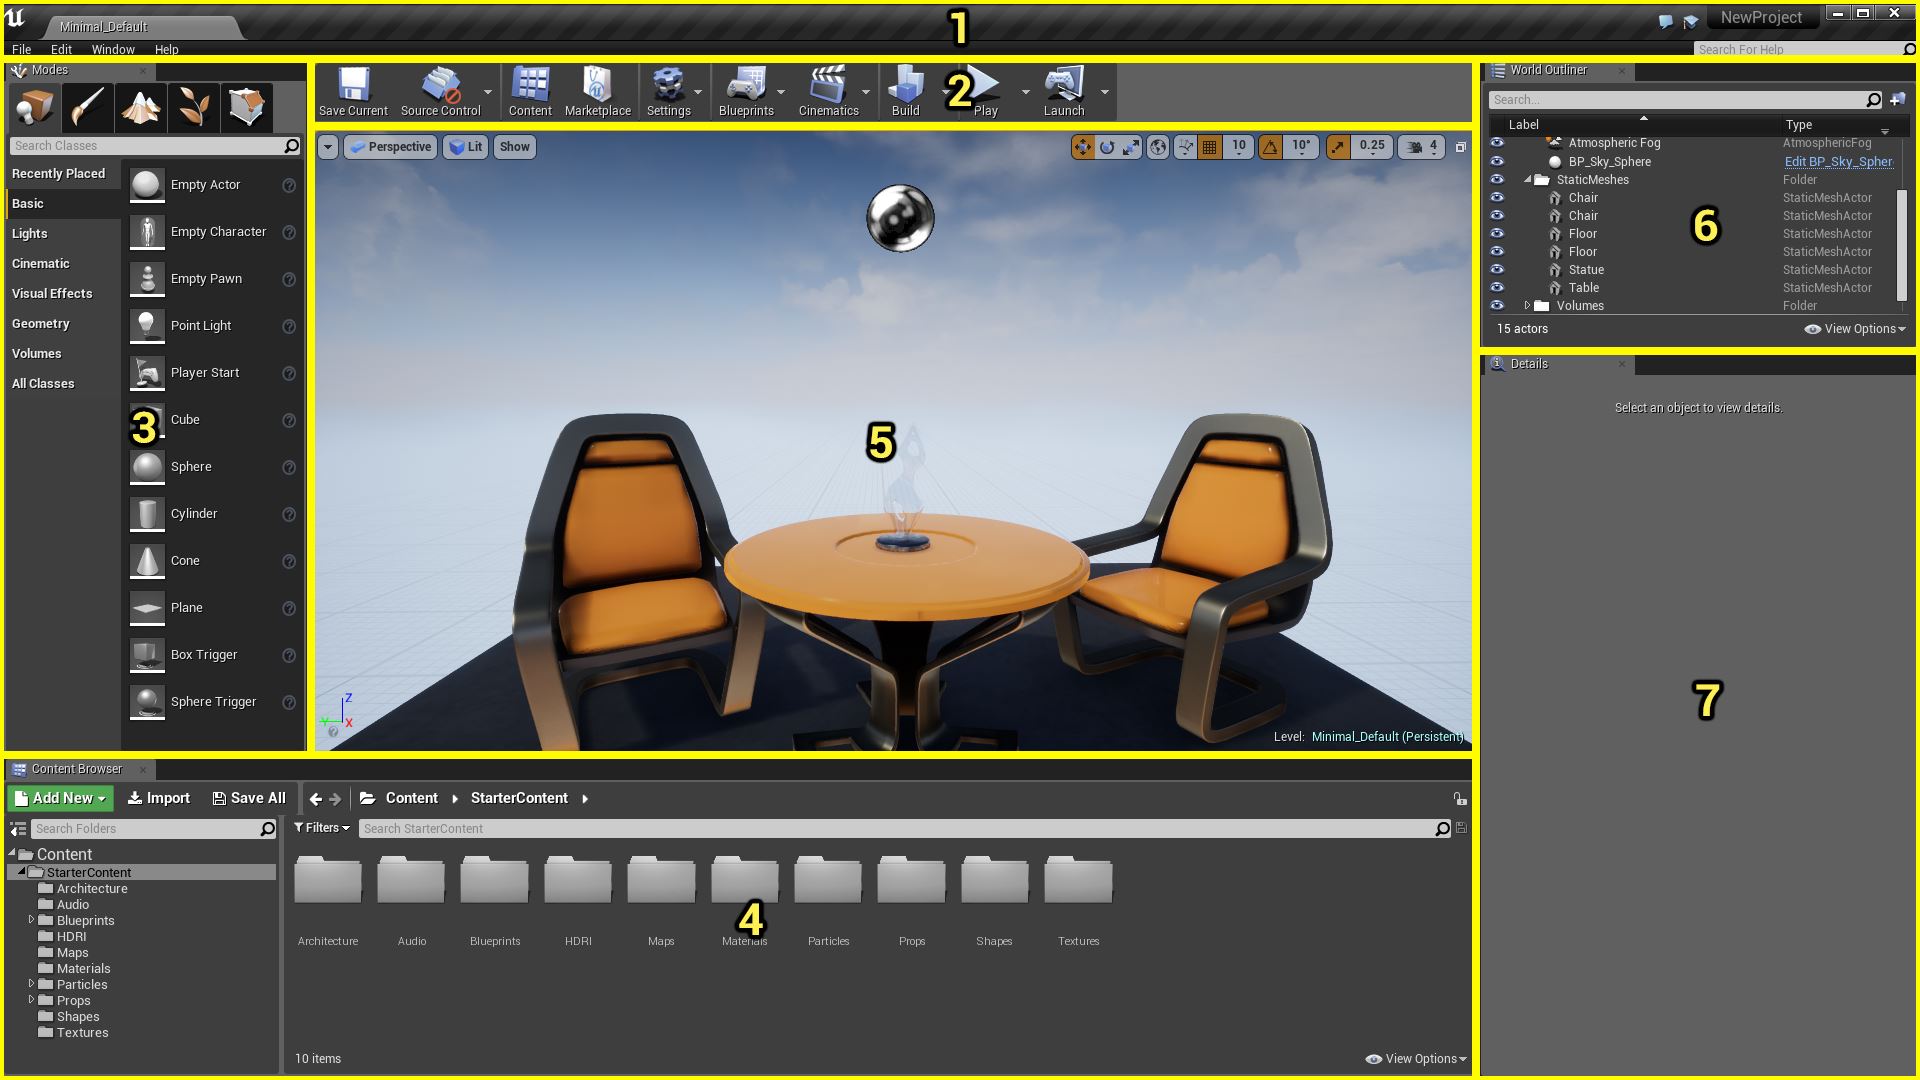 Minimal_Default
NewProject
File Edit Window Help
Search For Help
1
Modes
Search Classes
Recently Placed
Basic
Lights
Cinematic
Visual Effects
Geometry
Volumes
All Classes
Empty Actor
Empty Character
Empty Pawn
Point Light
Player Start
Cube
Sphere
Cylinder
Cone
Plane
Box Trigger
Sphere Trigger
3
Save Current Source Control Content Marketplace Settings Blueprints Cinematics Build Play Launch
2
Perspective Lit Show
10 10° 0.25 4
5
Z
Y X
Level: Minimal_Default (Persistent)
World Outliner
Search...
Label Type
Atmospheric Fog AtmosphericFog
BP_Sky_Sphere Edit BP_Sky_Spher
StaticMeshes Folder
Chair StaticMeshActor
Chair StaticMeshActor
Floor StaticMeshActor
Floor StaticMeshActor
Statue StaticMeshActor
Table StaticMeshActor
Volumes Folder
15 actors View Options
6
Details
Select an object to view details.
7
Content Browser
Add New Import Save All Content StarterContent
Search Folders
Filters Search StarterContent
Content
StarterContent
Architecture
Audio
Blueprints
HDRI
Maps
Materials
Particles
Props
Shapes
Textures
Architecture Audio Blueprints HDRI Maps Materials Particles Props Shapes Textures
4
10 items View Options